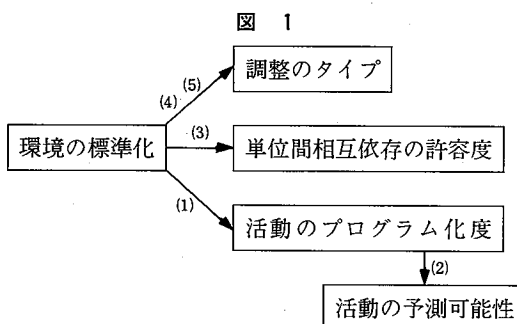 図 1
調整のタイプ
(5)
(4)
環境の標準化
(3)
単位間相互依存の許容度
(1)
活動のプログラム化度
(2)
活動の予測可能性